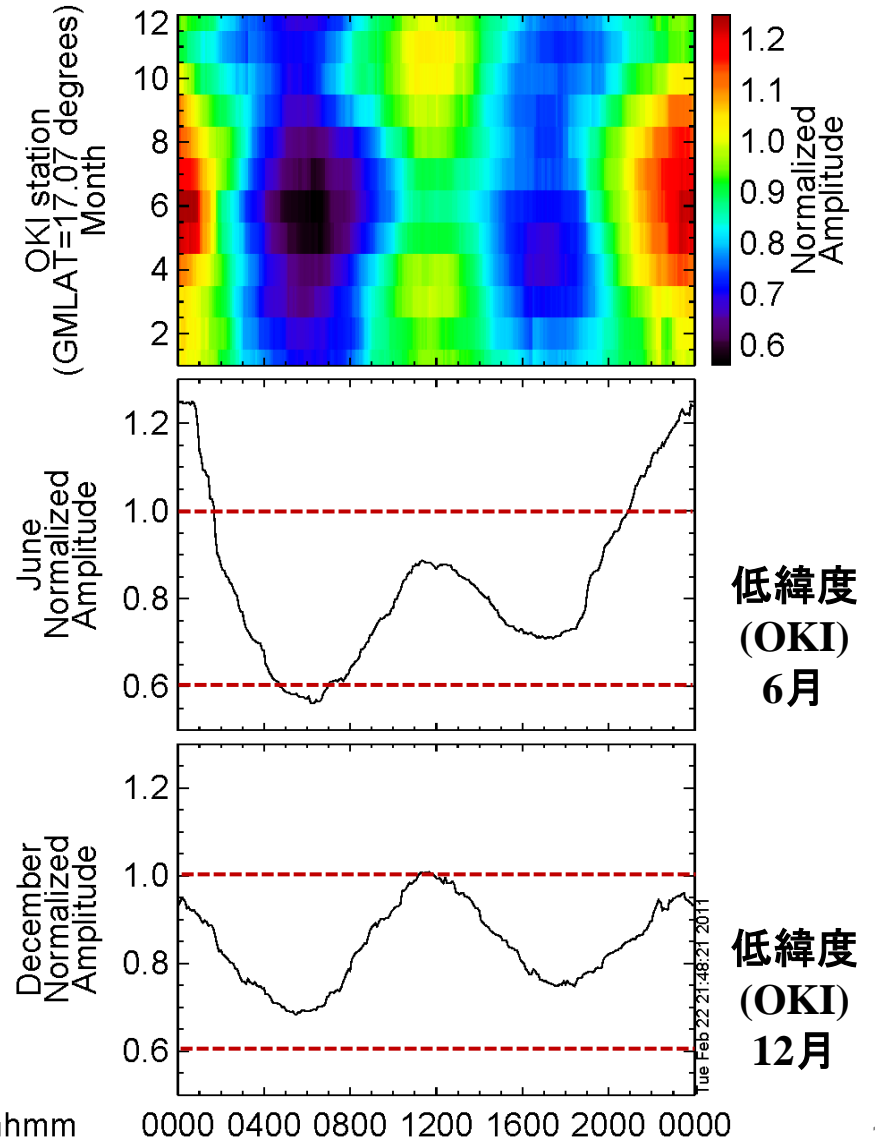 OKI station
(GMLAT=17.07 degrees)
Month
12
10
8
6
4
2
1.2
1.1
1.0
0.9
0.8
0.7
0.6
Normalized
Amplitude
June
Normalized
Amplitude
1.2
1.0
0.8
0.6
低緯度
(OKI)
6月
December
Normalized
Amplitude
1.2
1.0
0.8
0.6
Tue Feb 22 21:48:21 2011
低緯度
(OKI)
12月
hmm
0000 0400 0800 1200 1600 2000 0000